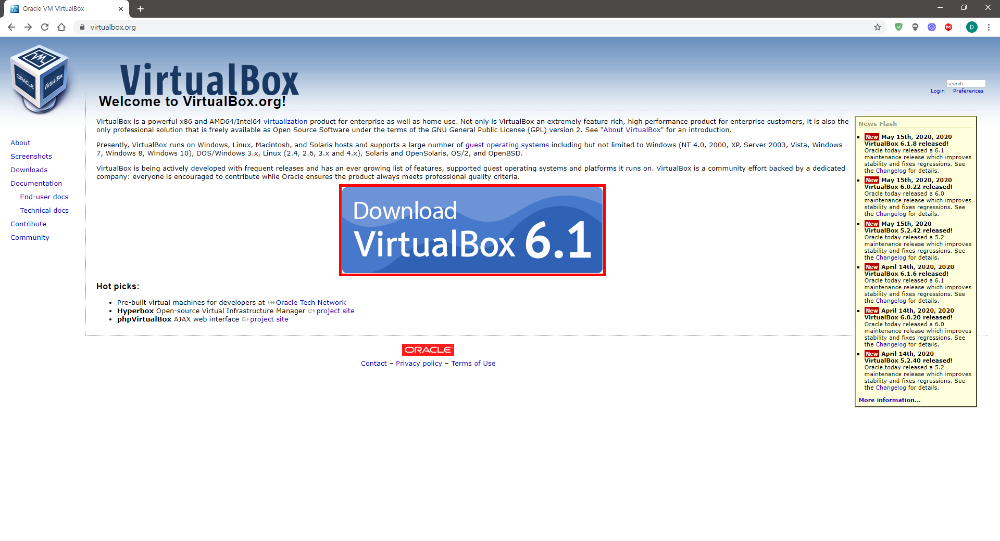 Oracle VM VirtualBox
virtualbox.org
D
ORACLE
VirtualBox
VirtualBox
search...
Login Preferences
Welcome to VirtualBox.org!
VirtualBox is a powerful x86 and AMD64/Intel64 virtualization product for enterprise as well as home use. Not only is VirtualBox an extremely feature rich, high performance product for enterprise customers, it is also the
only professional solution that is freely available as Open Source Software under the terms of the GNU General Public License (GPL) version 2. See "About VirtualBox" for an introduction.
Presently, VirtualBox runs on Windows, Linux, Macintosh, and Solaris hosts and supports a large number of guest operating systems including but not limited to Windows (NT 4.0, 2000, XP, Server 2003, Vista, Windows
7, Windows 8, Windows 10), DOS/Windows 3.x, Linux (2.4, 2.6, 3.x and 4.x), Solaris and OpenSolaris, OS/2, and OpenBSD.
VirtualBox is being actively developed with frequent releases and has an ever growing list of features, supported guest operating systems and platforms it runs on. VirtualBox is a community effort backed by a dedicated
company: everyone is encouraged to contribute while Oracle ensures the product always meets professional quality criteria.
About
Screenshots
Downloads
Documentation
End-user docs
Technical docs
Contribute
Community
Download
VirtualBox 6.1
Hot picks:
Pre-built virtual machines for developers at Oracle Tech Network
Hyperbox Open-source Virtual Infrastructure Manager project site
phpVirtualBox AJAX web interface project site
ORACLE
Contact – Privacy policy – Terms of Use
News Flash
New May 15th, 2020, 2020
VirtualBox 6.1.8 released!
Oracle today released a 6.1
maintenance release which improves
stability and fixes regressions. See
the Changelog for details.
New May 15th, 2020, 2020
VirtualBox 6.0.22 released!
Oracle today released a 6.0
maintenance release which improves
stability and fixes regressions. See
the Changelog for details.
New May 15th, 2020
VirtualBox 5.2.42 released!
Oracle today released a 5.2
maintenance release which improves
stability and fixes regressions. See
the Changelog for details.
New April 14th, 2020, 2020
VirtualBox 6.1.6 released!
Oracle today released a 6.1
maintenance release which improves
stability and fixes regressions. See
the Changelog for details.
New April 14th, 2020, 2020
VirtualBox 6.0.20 released!
Oracle today released a 6.0
maintenance release which improves
stability and fixes regressions. See
the Changelog for details.
New April 14th, 2020
VirtualBox 5.2.40 released!
Oracle today released a 5.2
maintenance release which improves
stability and fixes regressions. See
the Changelog for details.
More information...